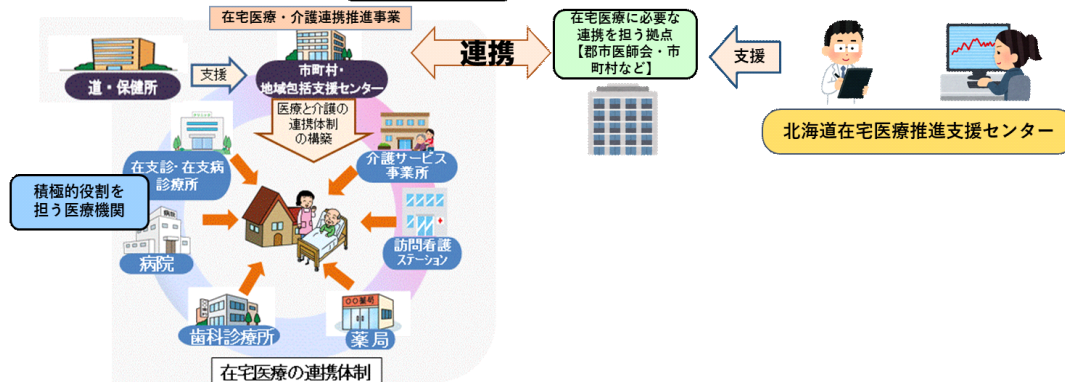 在宅医療・介護連携推進事業
道・保健所
支援
市町村・
地域包括支援センター
連携
在宅医療に必要な
連携を担う拠点
【郡市医師会・市
町村など】
支援
北海道在宅医療推進支援センター
医療と介護の
連携体制
の構築
在支診・在支病
診療所
介護サービス
事業所
積極的役割を
担う医療機関
病院
訪問看護
ステーション
歯科診療所
〇〇薬局
薬局
在宅医療の連携体制